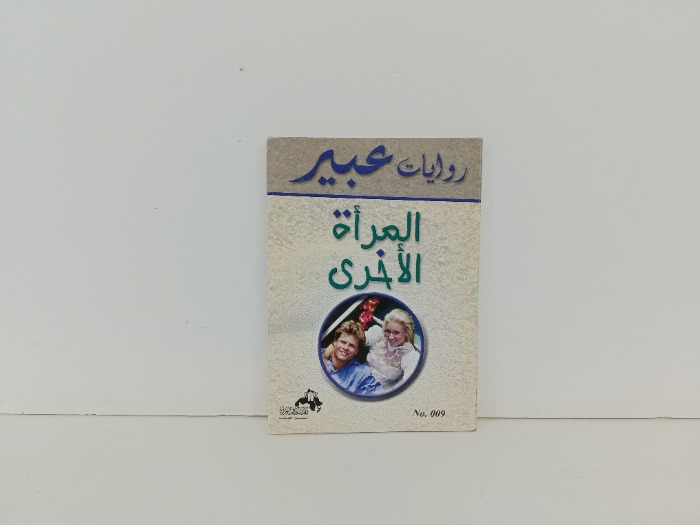 روايات عبير
المرأة
الأخرى
No. 009